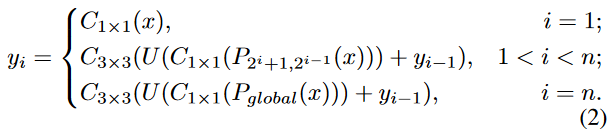 C_{1×1}(x), i = 1;
y_i = { C_{3×3}(U(C_{1×1}(P_{2^i+1,2^{i−1}}(x))) + y_{i−1}), 1 < i < n;
C_{3×3}(U(C_{1×1}(P_{global}(x))) + y_{i−1}), i = n.
(2)